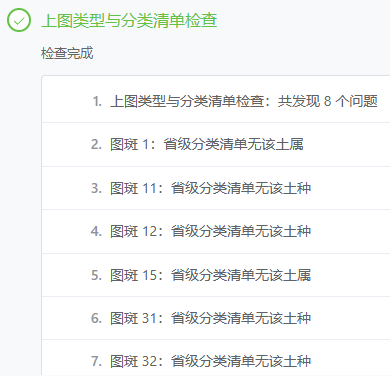 上图类型与分类清单检查
检查完成
1. 上图类型与分类清单检查：共发现 8 个问题
2. 图斑 1：省级分类清单无该土属
3. 图斑 11：省级分类清单无该土种
4. 图斑 12：省级分类清单无该土种
5. 图斑 15：省级分类清单无该土属
6. 图斑 31：省级分类清单无该土种
7. 图斑 32：省级分类清单无该土种